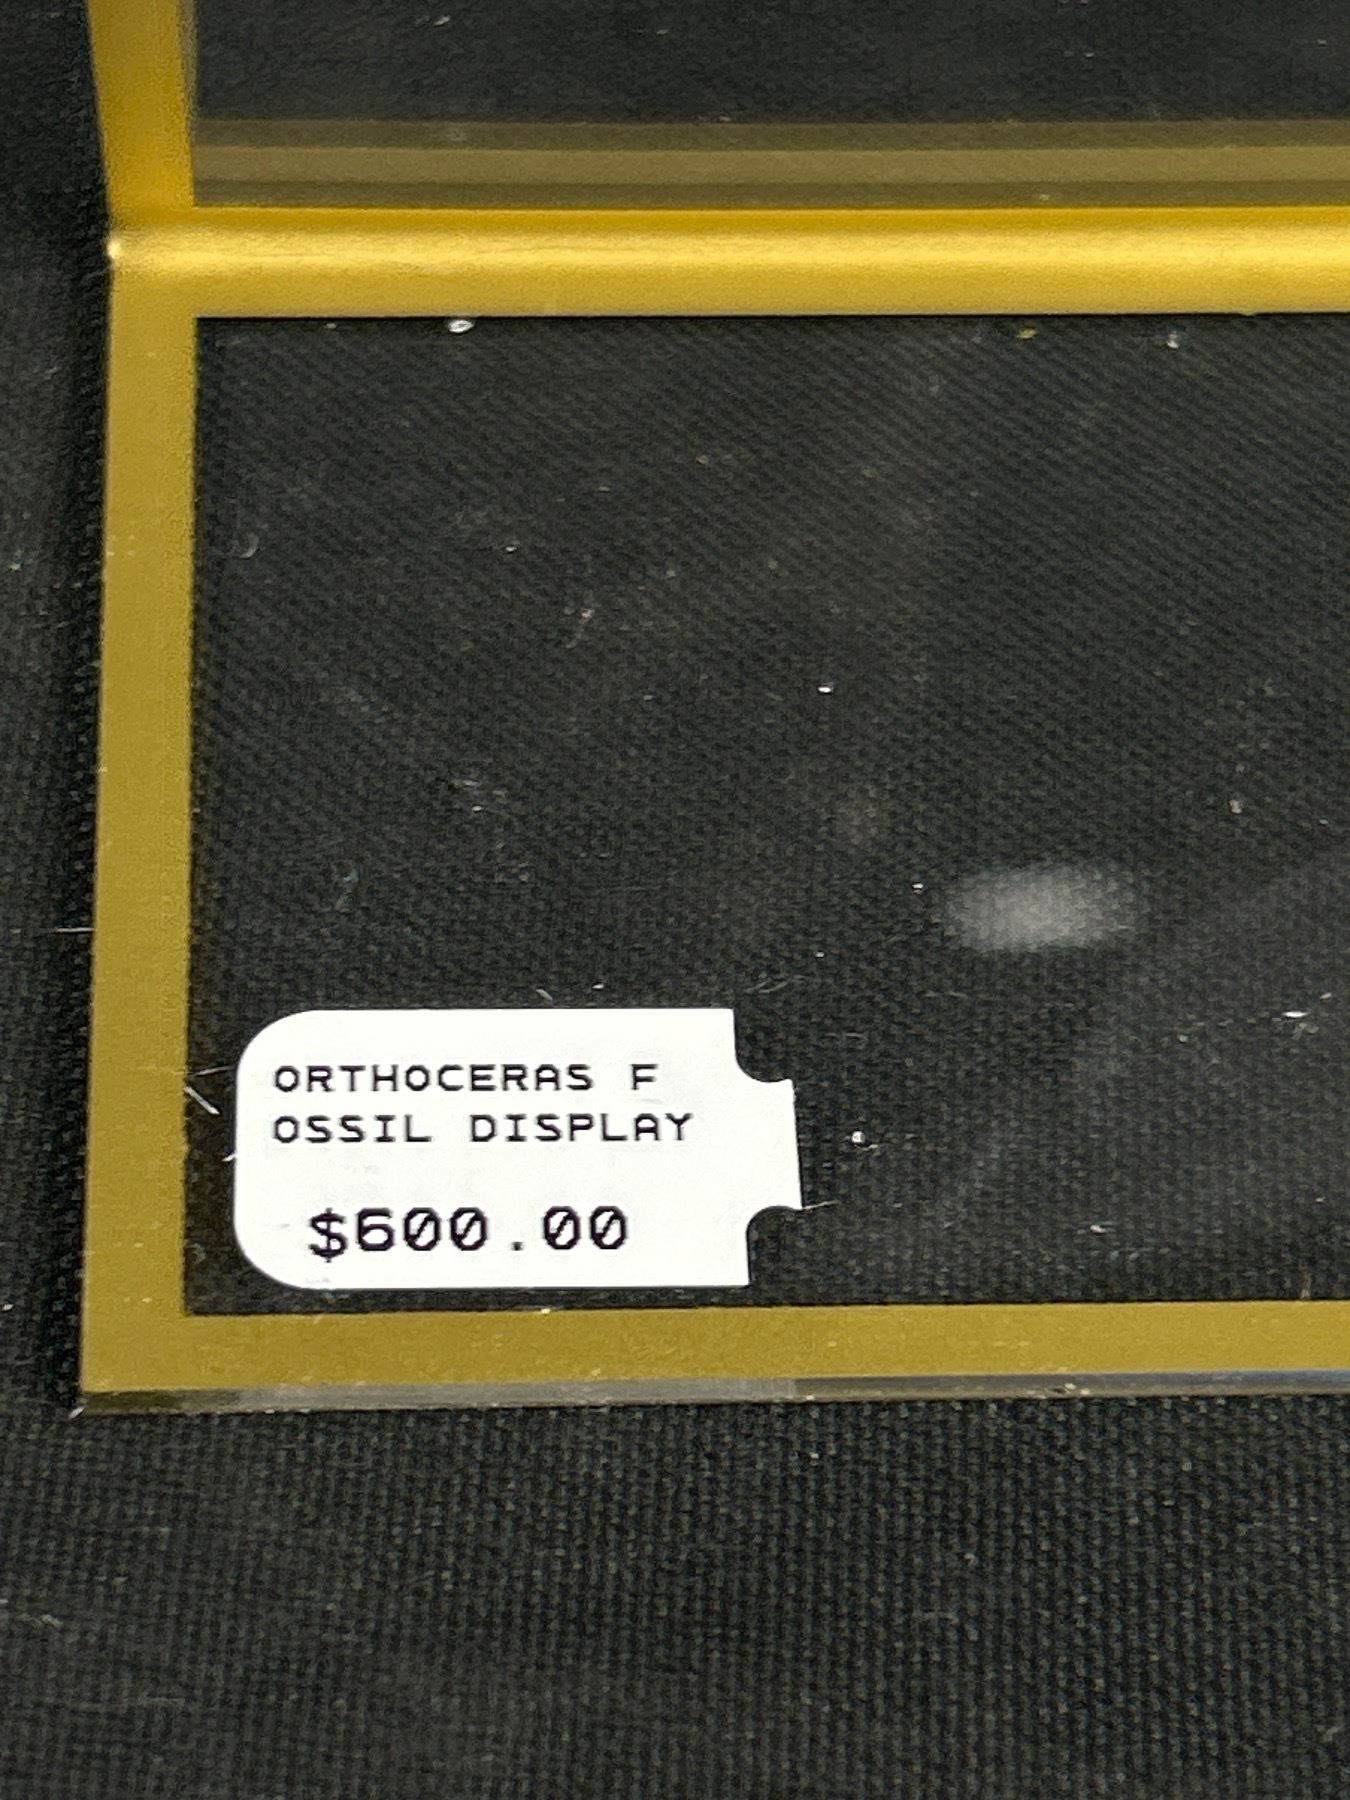 ORTHOCERAS F
OSSIL DISPLAY
$600.00